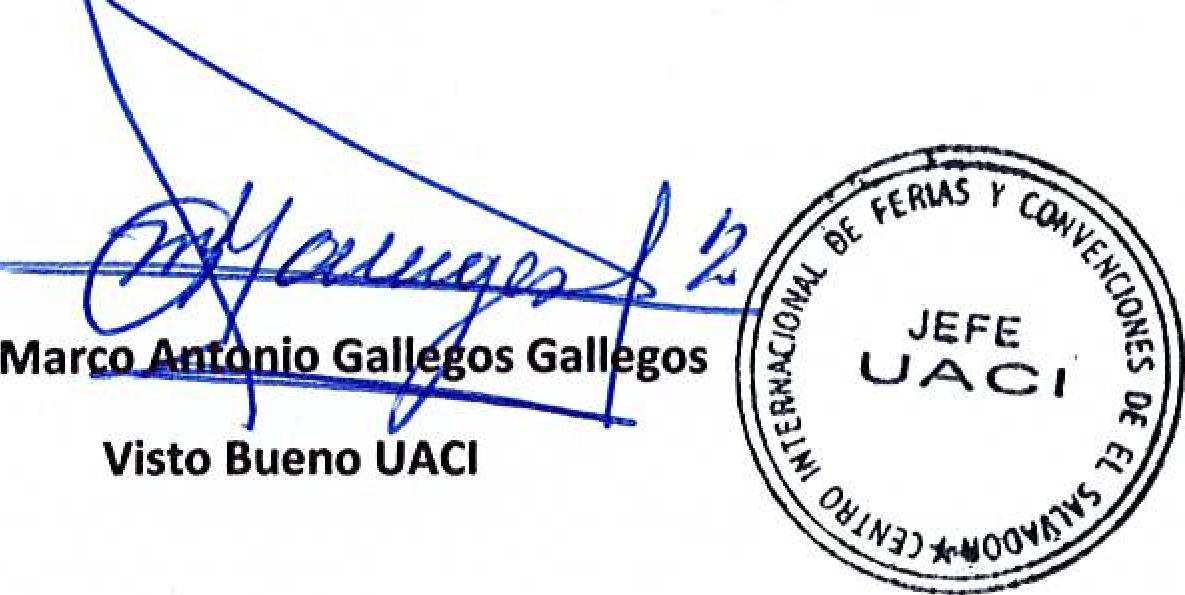 Marco Antonio Gallegos Gallegos
Visto Bueno UACI
CENTRO INTERNACIONAL DE FERIAS Y CONVENCIONES DE EL SALVADOR
JEFE
UACI